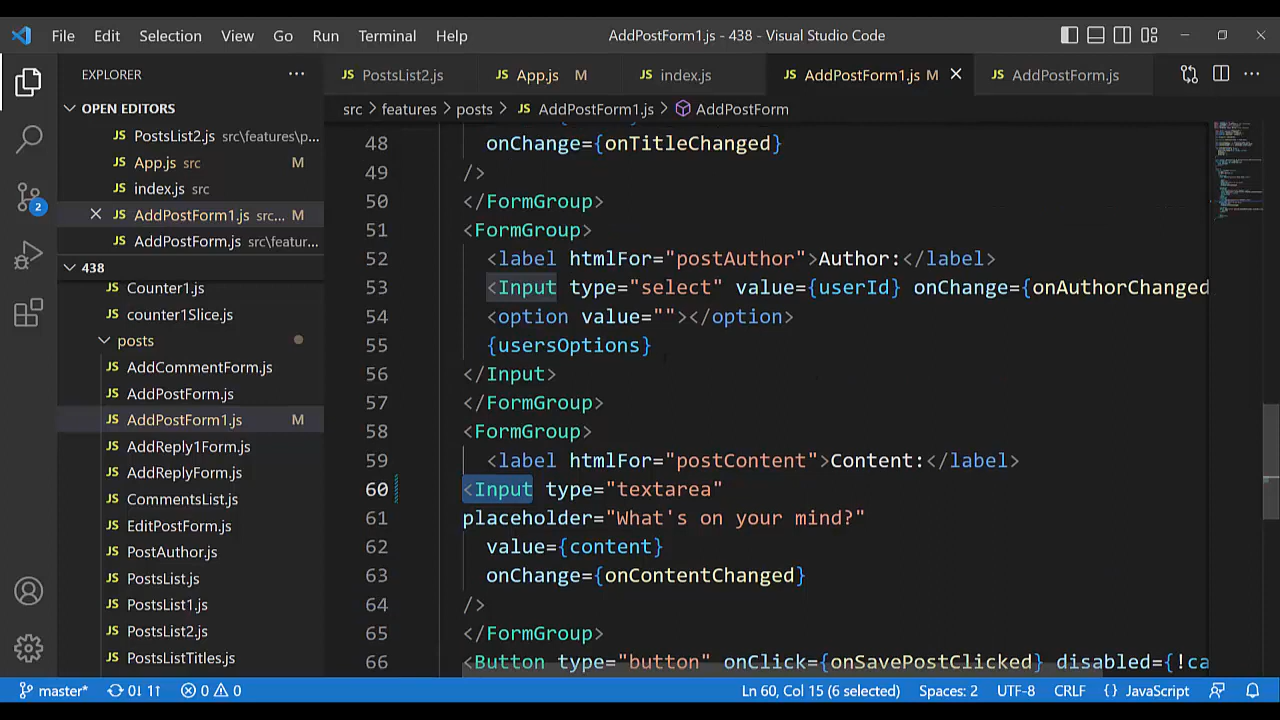 File Edit Selection View Go Run Terminal Help
AddPostForm1.js - 438 - Visual Studio Code
EXPLORER
OPEN EDITORS
PostsList2.js src\features\p...
App.js src M
index.js src
AddPostForm1.js src... M
AddPostForm.js src\featur...
438
Counter1.js
counter1Slice.js
posts
AddCommentForm.js
AddPostForm.js
AddPostForm1.js M
AddReply1Form.js
AddReplyForm.js
CommentsList.js
EditPostForm.js
PostAuthor.js
PostsList.js
PostsList1.js
PostsList2.js
PostsListTitles.js
2
JS PostsList2.js JS App.js M JS index.js JS AddPostForm1.js M JS AddPostForm.js
src > features > posts > JS AddPostForm1.js > AddPostForm
48 onChange={onTitleChanged}
49 />
50 </FormGroup>
51 <FormGroup>
52 <label htmlFor="postAuthor">Author:</label>
53 <Input type="select" value={userId} onChange={onAuthorChanged
54 <option value=""></option>
55 {usersOptions}
56 </Input>
57 </FormGroup>
58 <FormGroup>
59 <label htmlFor="postContent">Content:</label>
60 <Input type="textarea"
61 placeholder="What's on your mind?"
62 value={content}
63 onChange={onContentChanged}
64 />
65 </FormGroup>
66 <Button type="button" onClick={onSavePostClicked} disabled={!ca
master* 0↓ 1↑ 0 0 Ln 60, Col 15 (6 selected) Spaces: 2 UTF-8 CRLF {} JavaScript